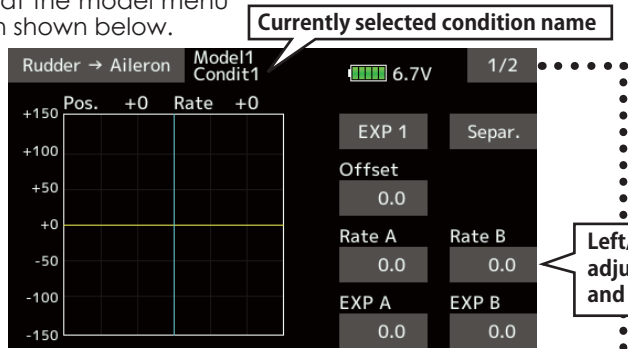 at the model menu
shown below.
Currently selected condition name
Rudder → Aileron
Model1
Condit1
6.7V
1/2
Pos. +0 Rate +0
+150
+100
+50
+0
-50
-100
-150
EXP 1
Separ.
Offset
0.0
Rate A
Rate B
0.0
0.0
EXP A
EXP B
0.0
0.0
Left/
adju
and